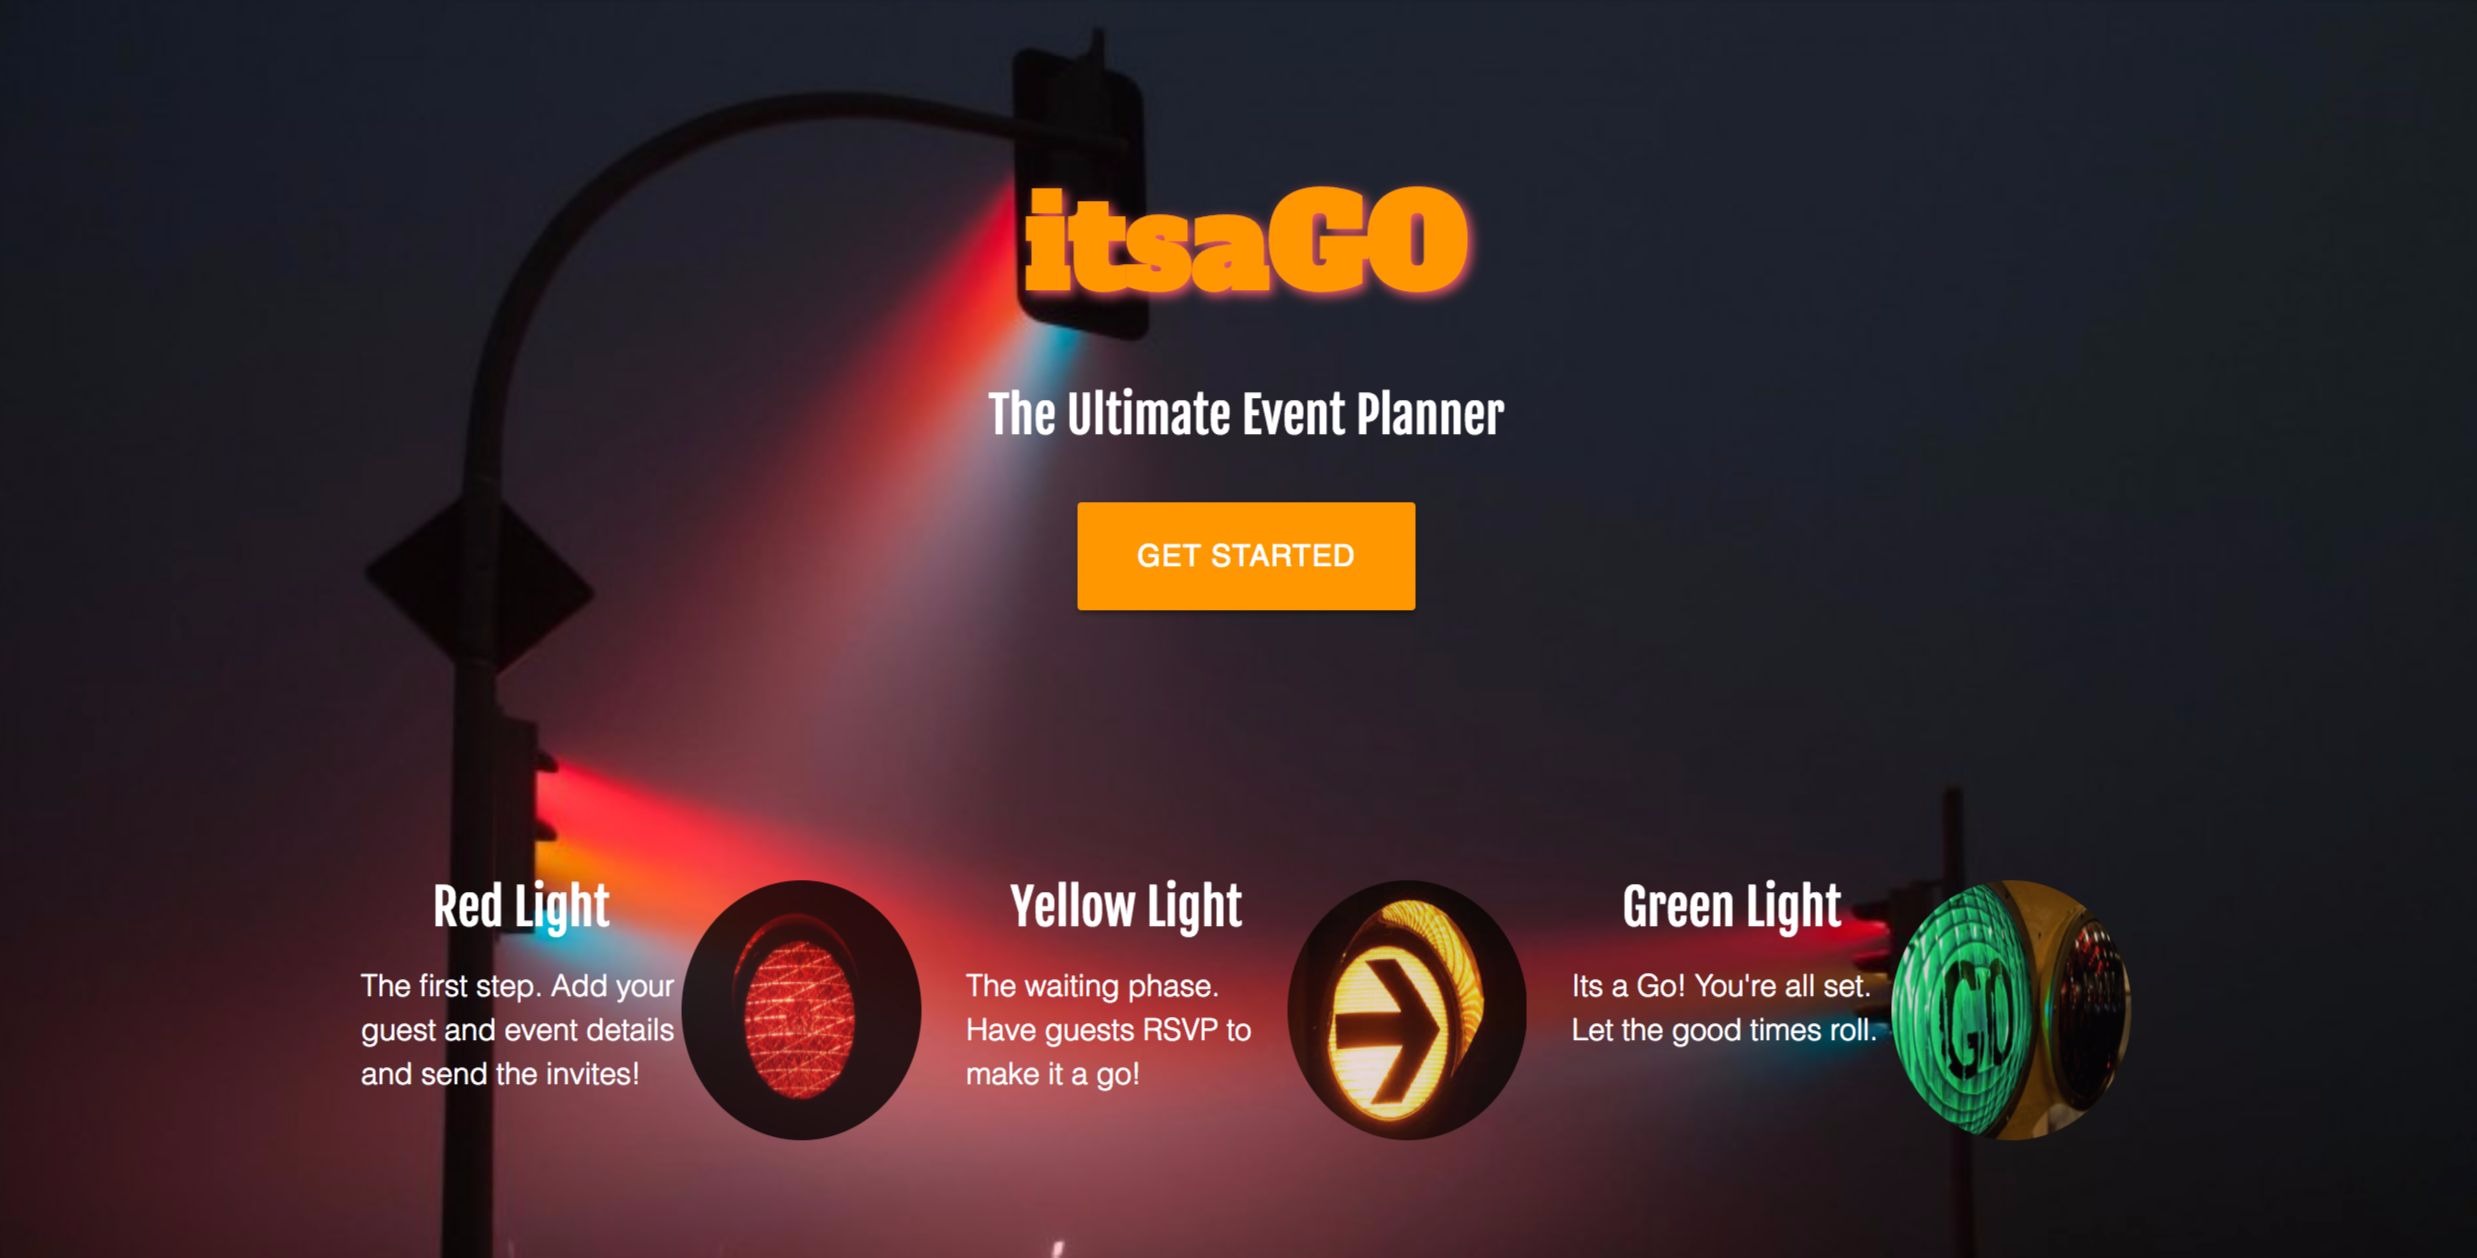 itsaGO
The Ultimate Event Planner
GET STARTED
Red Light
The first step. Add your
guest and event details
and send the invites!
Yellow Light
The waiting phase.
Have guests RSVP to
make it a go!
Green Light
Its a Go! You're all set.
Let the good times roll.
GO